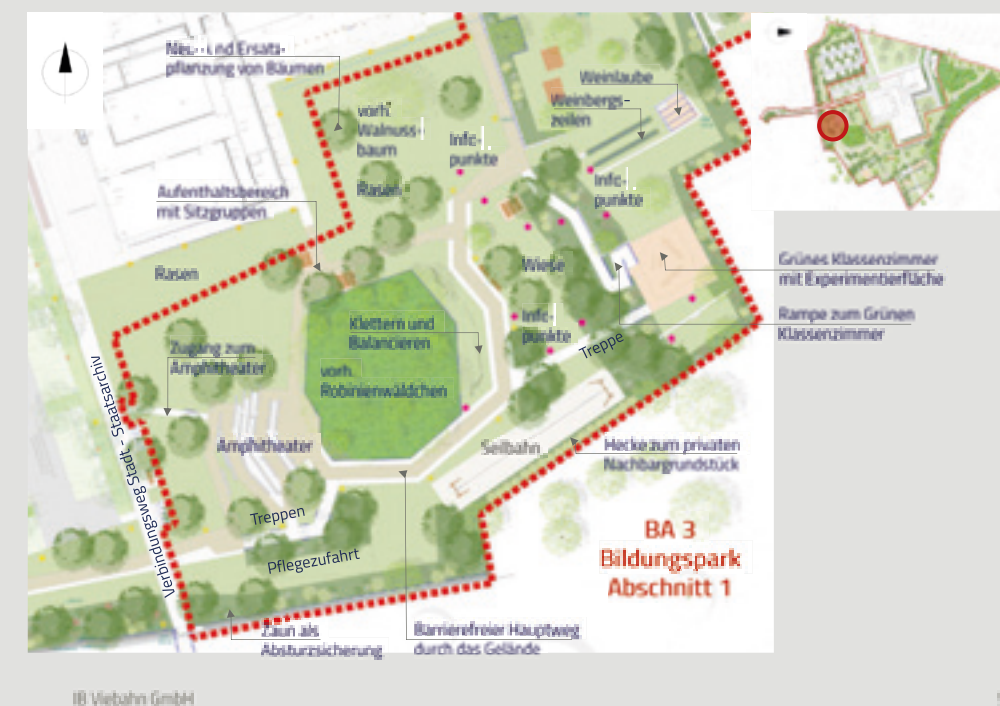 Neu- und Ersatz-
pflanzung von Bäumen
vorh.
Walnuss-
baum
Info-
punkte
Weinlaube
Weinbergs-
zeilen
Rasen
Info-
punkte
Aufenthaltsbereich
mit Sitzgruppen
Rasen
Wiese
Grünes Klassenzimmer
mit Experimentierfläche
Klettern und
Balancieren
Info-
punkte
Rampe zum Grünen
Klassenzimmer
Treppe
Zugang zum
Amphitheater
vorh.
Robinienwäldchen
Verbindungsweg Stadt - Staatsarchiv
Amphitheater
Seilbahn
Hecke zum privaten
Nachbargrundstück
Treppen
Pflegezufahrt
BA 3
Bildungspark
Abschnitt 1
Zaun als
Absturzsicherung
Barrierefreier Hauptweg
durch das Gelände
IB Viebahn GmbH